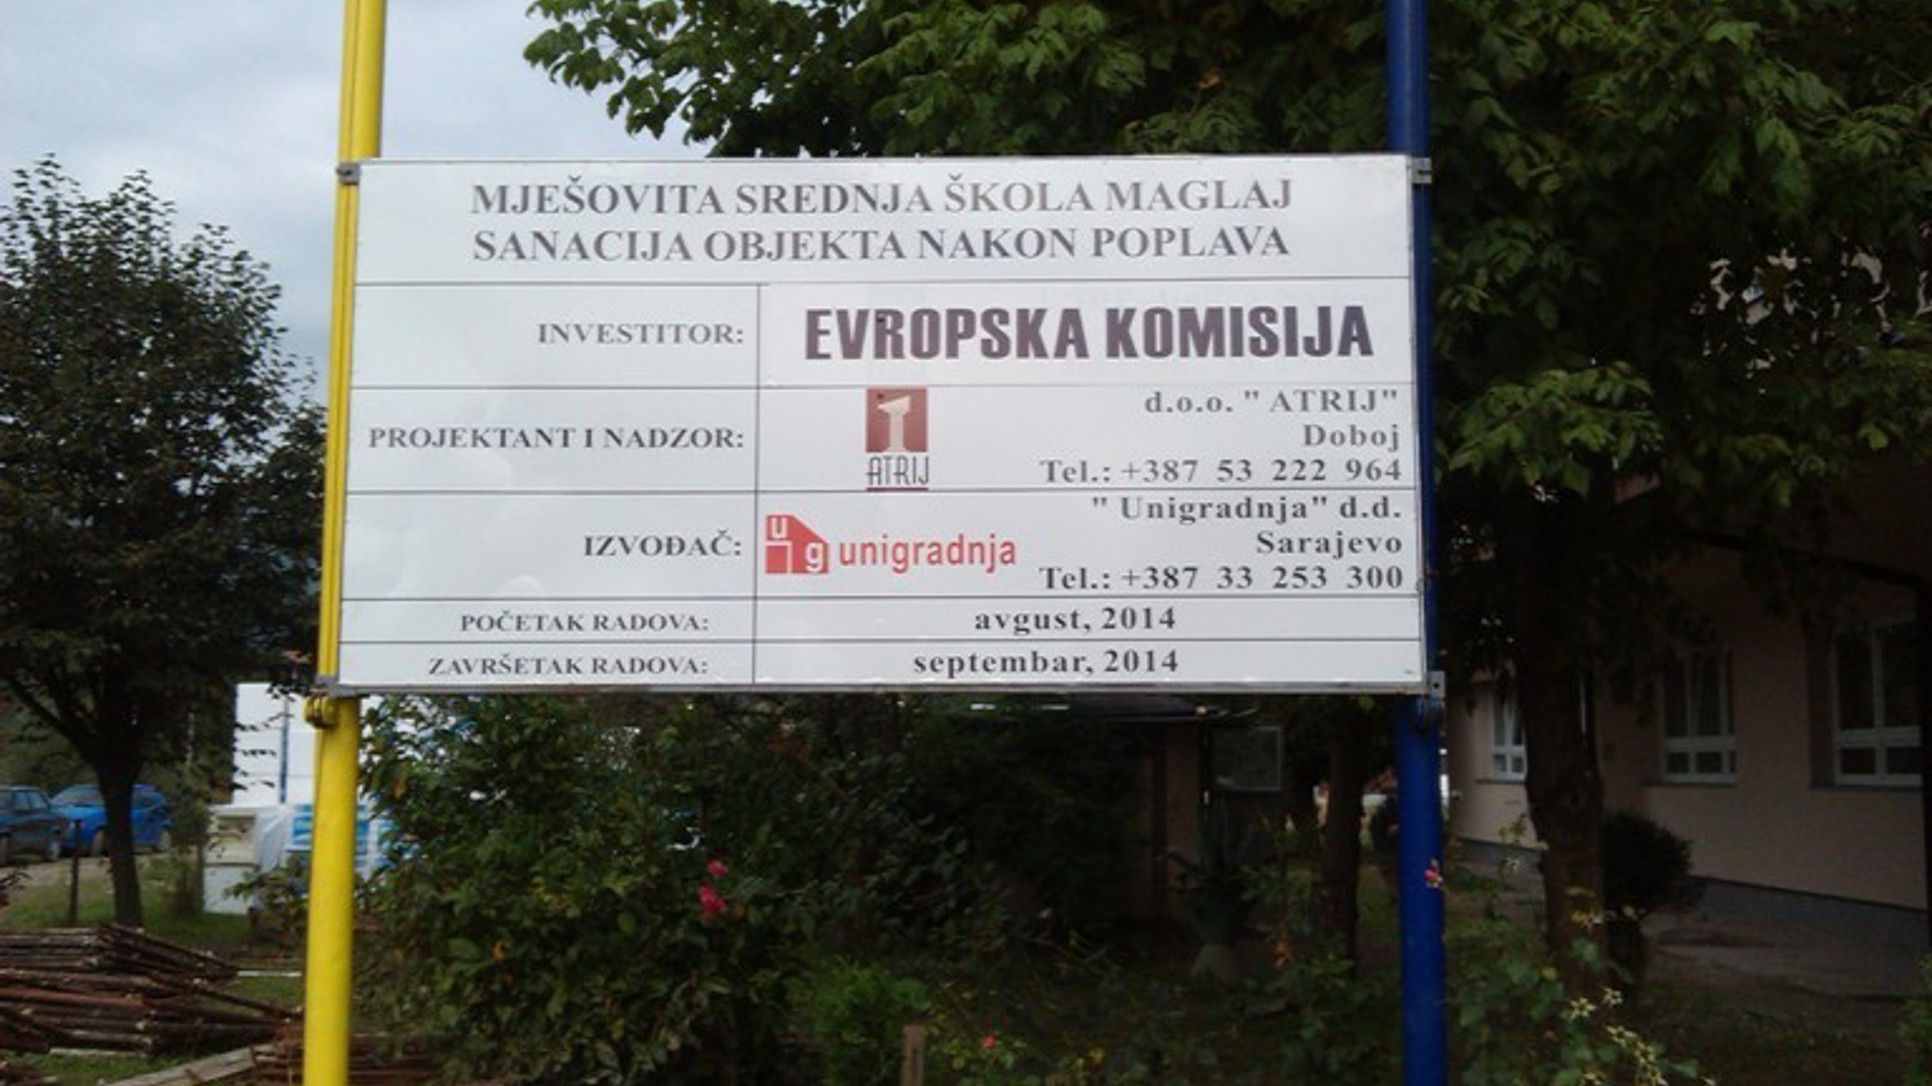 MJEŠOVITA SREDNJA ŠKOLA MAGLAJ
SANACIJA OBJEKTA NAKON POPLAVA
INVESTITOR:
EVROPSKA KOMISIJA
PROJEKTANT I NADZOR:
ATRIJ
d.o.o. " ATRIJ"
Doboj
Tel.: +387 53 222 964
IZVOĐAČ:
u g unigradnja
" Unigradnja" d.d.
Sarajevo
Tel.: +387 33 253 300
POČETAK RADOVA:
avgust, 2014
ZAVRŠETAK RADOVA:
septembar, 2014